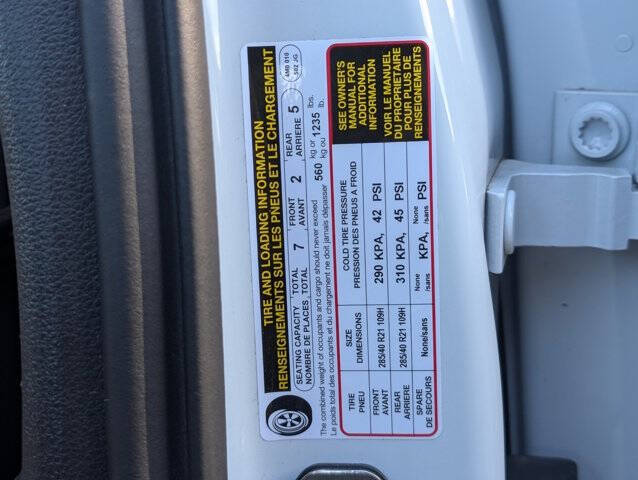 TIRE AND LOADING INFORMATION
RENSEIGNEMENTS SUR LES PNEUS ET LE CHARGEMENT
4M0 010
502 JG
SEATING CAPACITY TOTAL 7 FRONT 2 REAR 5
NOMBRE DE PLACES TOTAL AVANT ARRIERE
The combined weight of occupants and cargo should never exceed 560 kg or 1235 lbs.
Le poids total des occupants et du chargement ne doit jamais dépasser kg ou lb.
TIRE SIZE COLD TIRE PRESSURE
PNEU DIMENSIONS PRESSION DES PNEUS A FROID
FRONT 285/40 R21 109H 290 KPA, 42 PSI
AVANT
REAR 285/40 R21 109H 310 KPA, 45 PSI
ARRIERE
SPARE None/sans None KPA, None PSI
DE SECOURS /sans /sans
SEE OWNER'S
MANUAL FOR
ADDITIONAL
INFORMATION
VOIR LE MANUEL
DU PROPRIETAIRE
POUR PLUS DE
RENSEIGNEMENTS